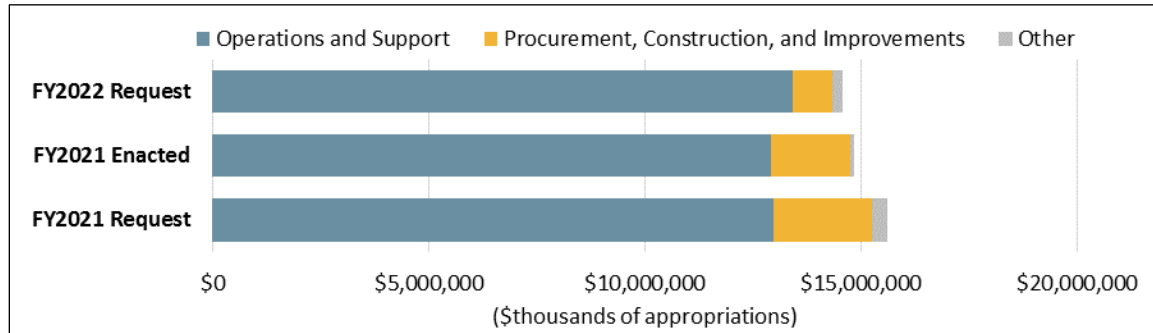 Operations and Support Procurement, Construction, and Improvements Other
FY2022 Request
FY2021 Enacted
FY2021 Request
$0 $5,000,000 $10,000,000 $15,000,000 $20,000,000
($thousands of appropriations)